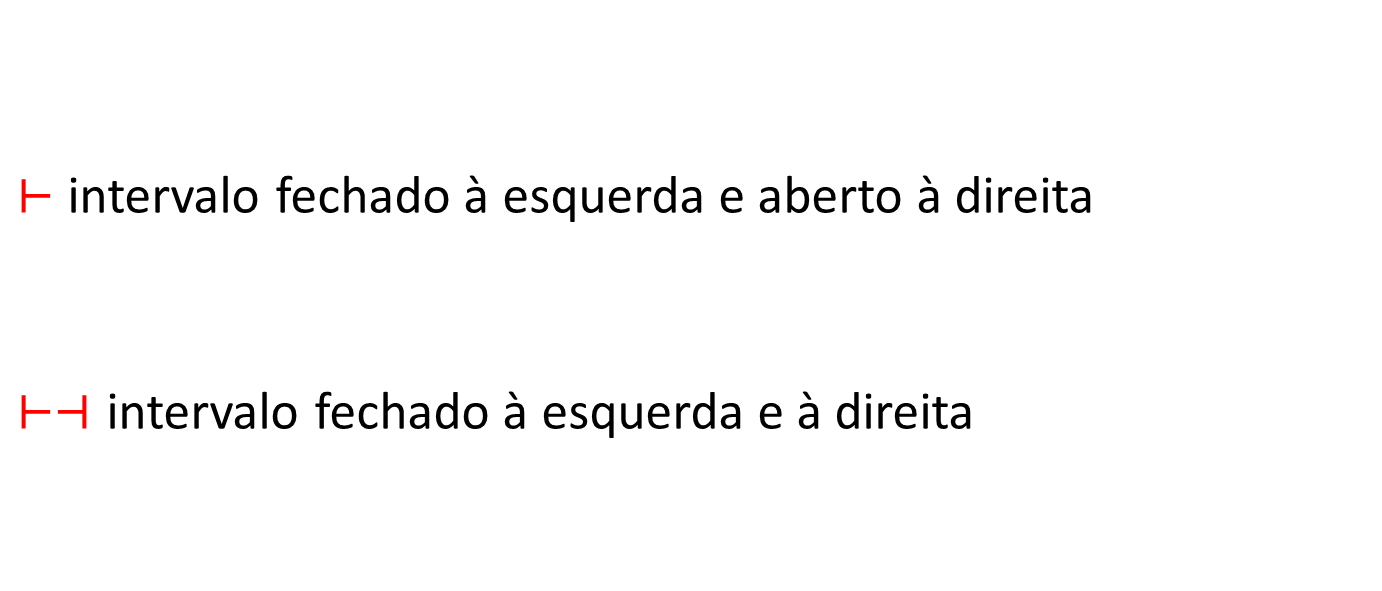 ⊢ intervalo fechado à esquerda e aberto à direita
⊢⊣ intervalo fechado à esquerda e à direita